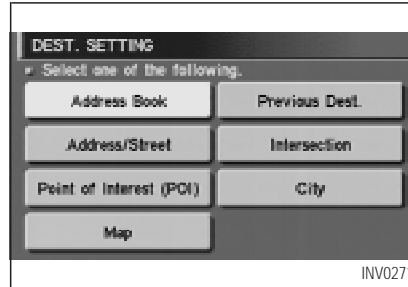 DEST. SETTING
Select one of the following.
Address Book Previous Dest.
Address/Street Intersection
Point of Interest (POI) City
Map
INV027